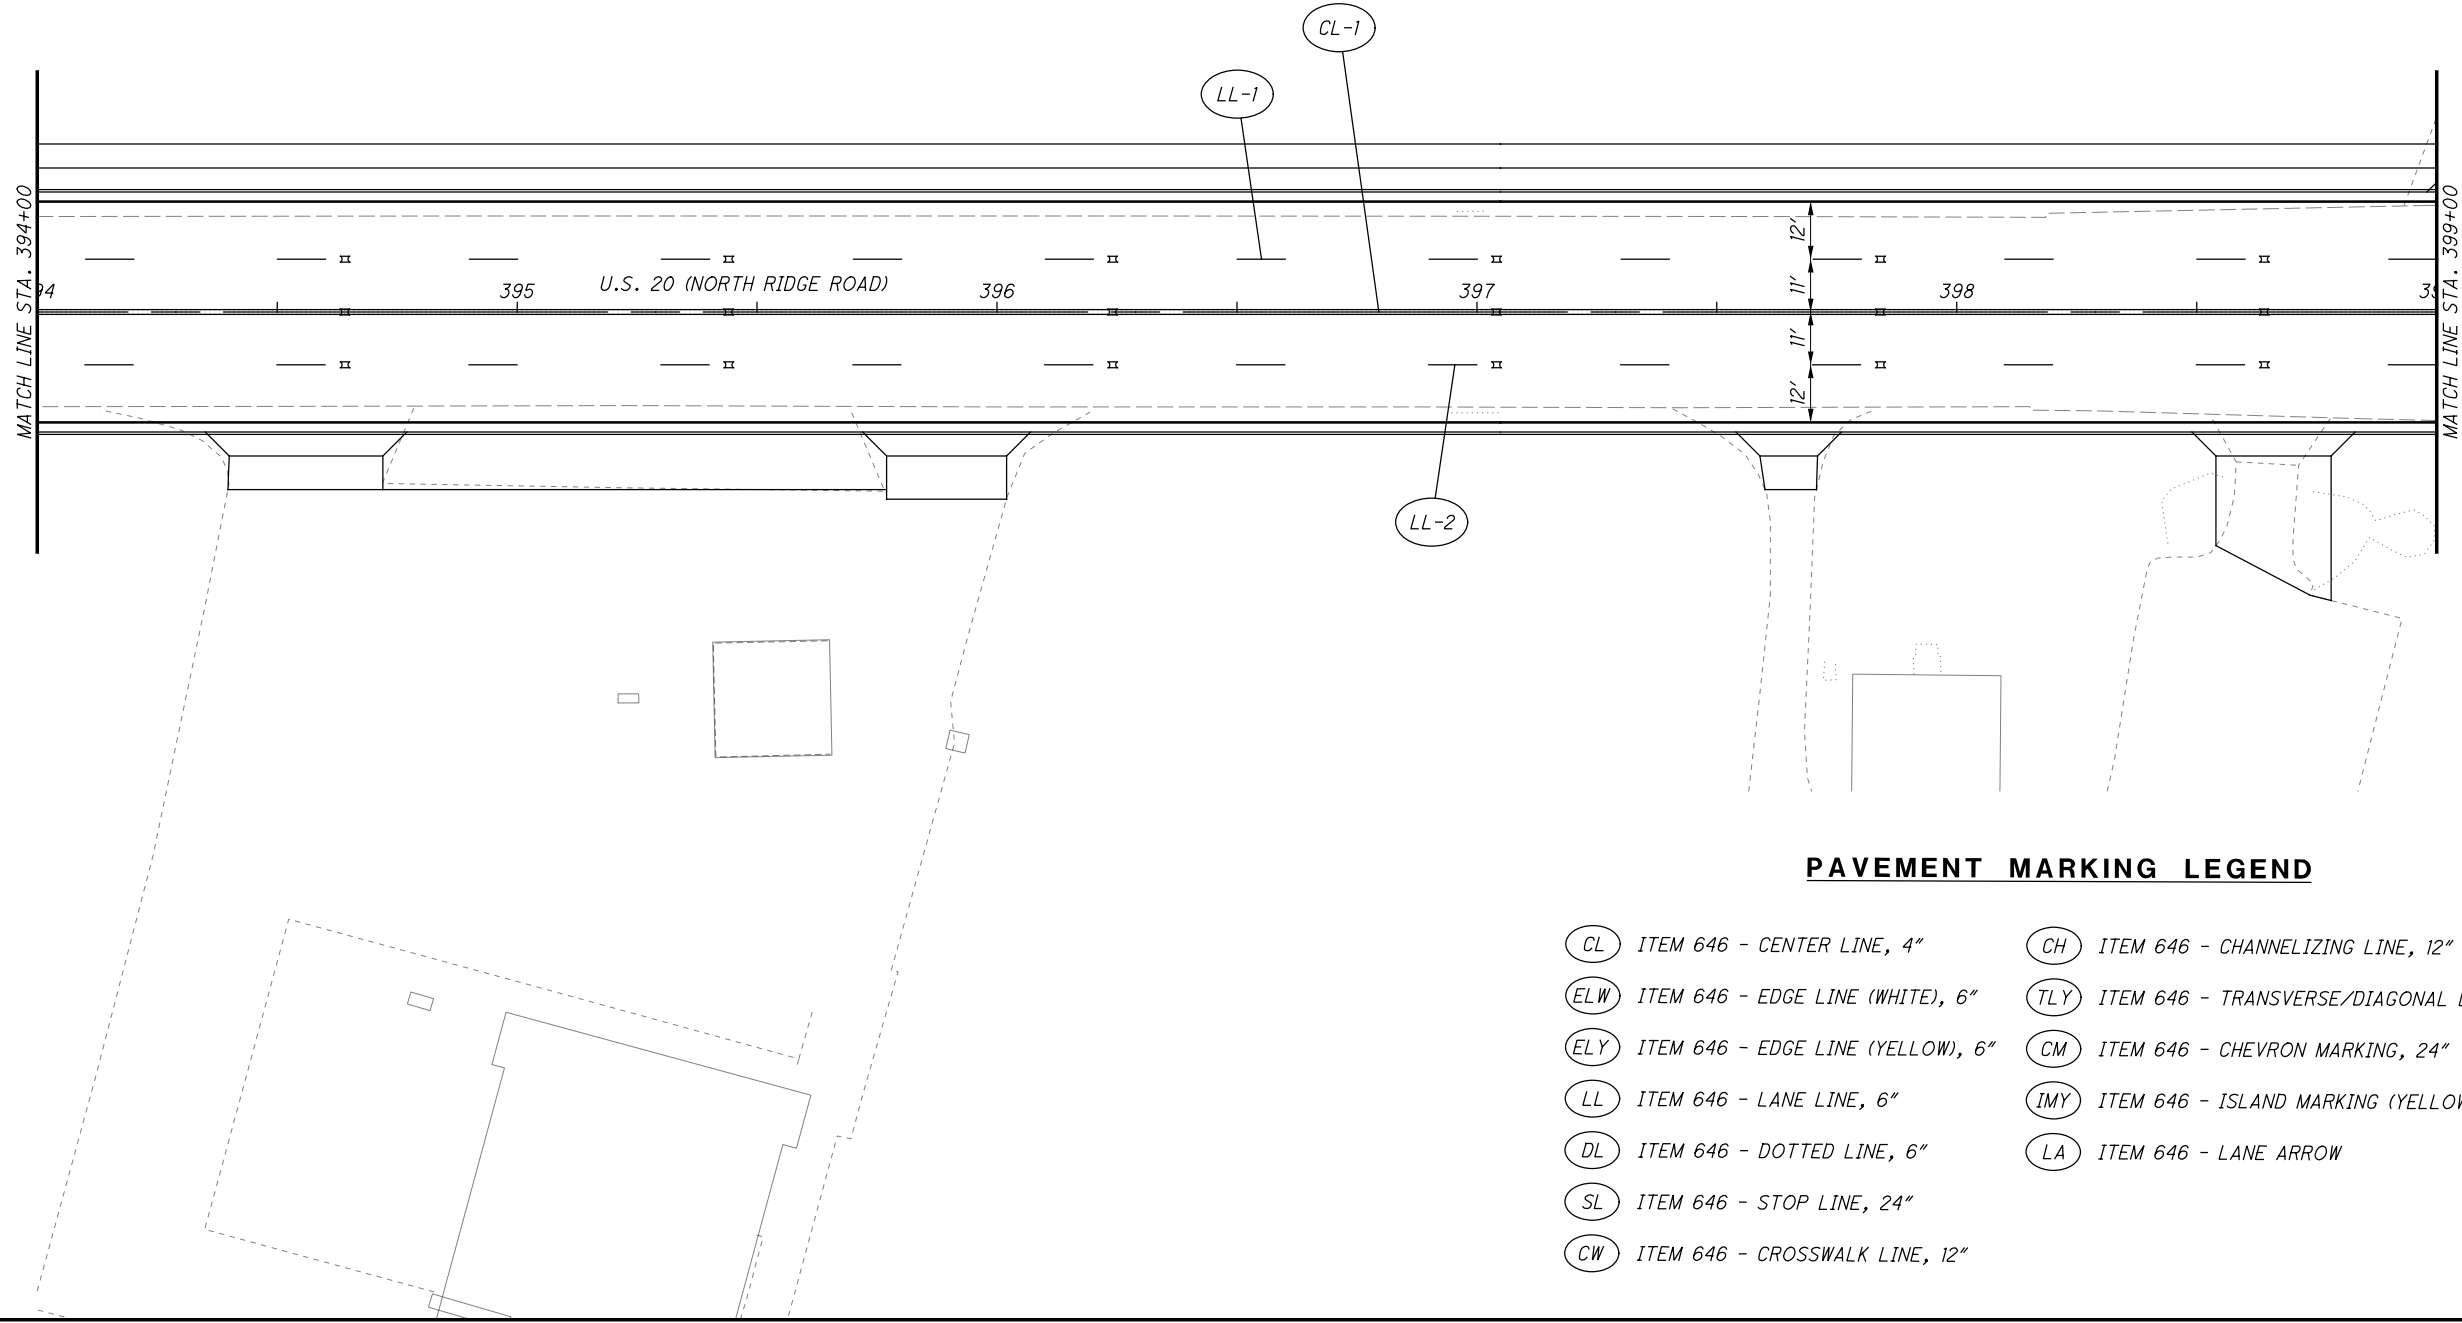 CL-1
LL-1
MATCH LINE STA. 394+00
MATCH LINE STA. 399+00
94
395
U.S. 20 (NORTH RIDGE ROAD)
396
397
398
39
12'
11'
11'
12'
LL-2
PAVEMENT MARKING LEGEND
CL ITEM 646 - CENTER LINE, 4"
ELW ITEM 646 - EDGE LINE (WHITE), 6"
ELY ITEM 646 - EDGE LINE (YELLOW), 6"
LL ITEM 646 - LANE LINE, 6"
DL ITEM 646 - DOTTED LINE, 6"
SL ITEM 646 - STOP LINE, 24"
CW ITEM 646 - CROSSWALK LINE, 12"
CH ITEM 646 - CHANNELIZING LINE, 12"
TLY ITEM 646 - TRANSVERSE/DIAGONAL
CM ITEM 646 - CHEVRON MARKING, 24"
IMY ITEM 646 - ISLAND MARKING (YELLOW
LA ITEM 646 - LANE ARROW